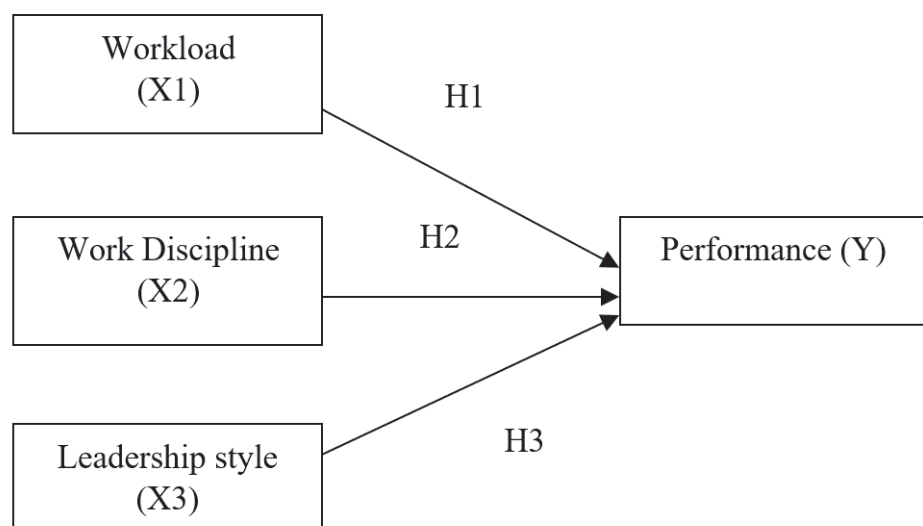 Workload
(X1)
H1
Work Discipline
(X2)
H2
Performance (Y)
Leadership style
(X3)
H3